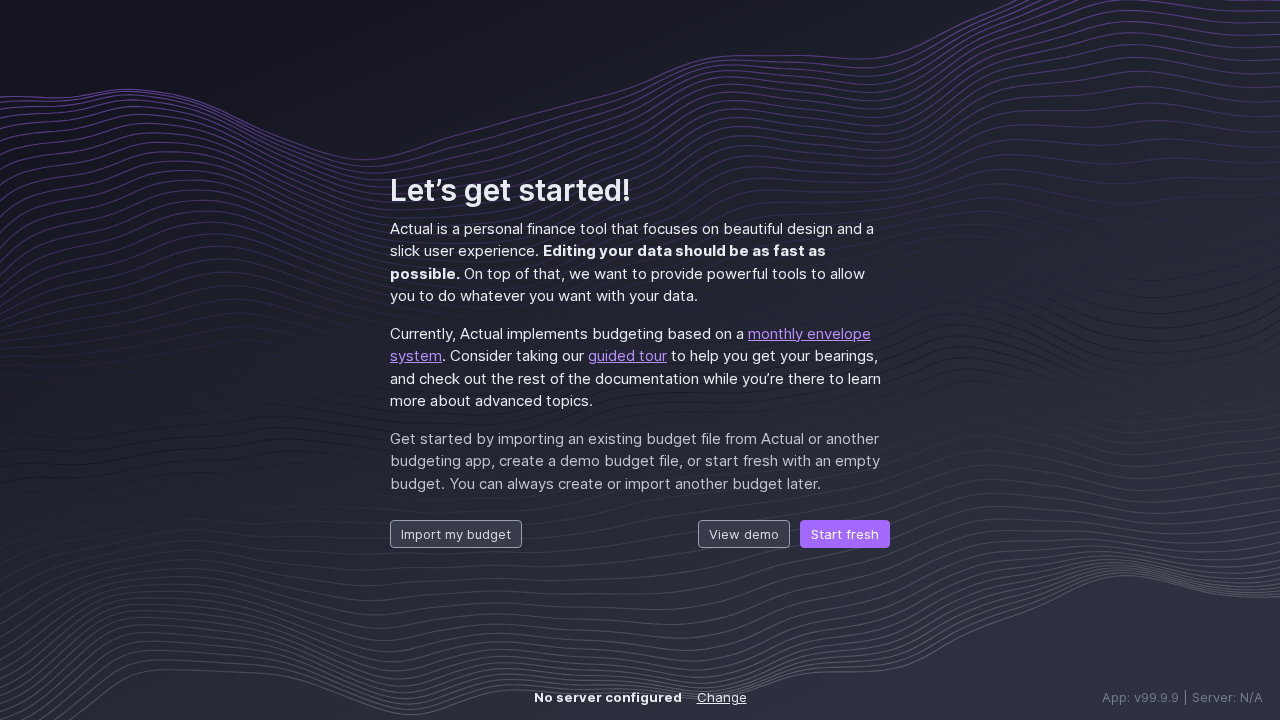 Let’s get started!
Actual is a personal finance tool that focuses on beautiful design and a
slick user experience. Editing your data should be as fast as
possible. On top of that, we want to provide powerful tools to allow
you to do whatever you want with your data.
Currently, Actual implements budgeting based on a monthly envelope
system. Consider taking our guided tour to help you get your bearings,
and check out the rest of the documentation while you’re there to learn
more about advanced topics.
Get started by importing an existing budget file from Actual or another
budgeting app, create a demo budget file, or start fresh with an empty
budget. You can always create or import another budget later.
Import my budget View demo Start fresh
No server configured Change App: v99.9.9 | Server: N/A